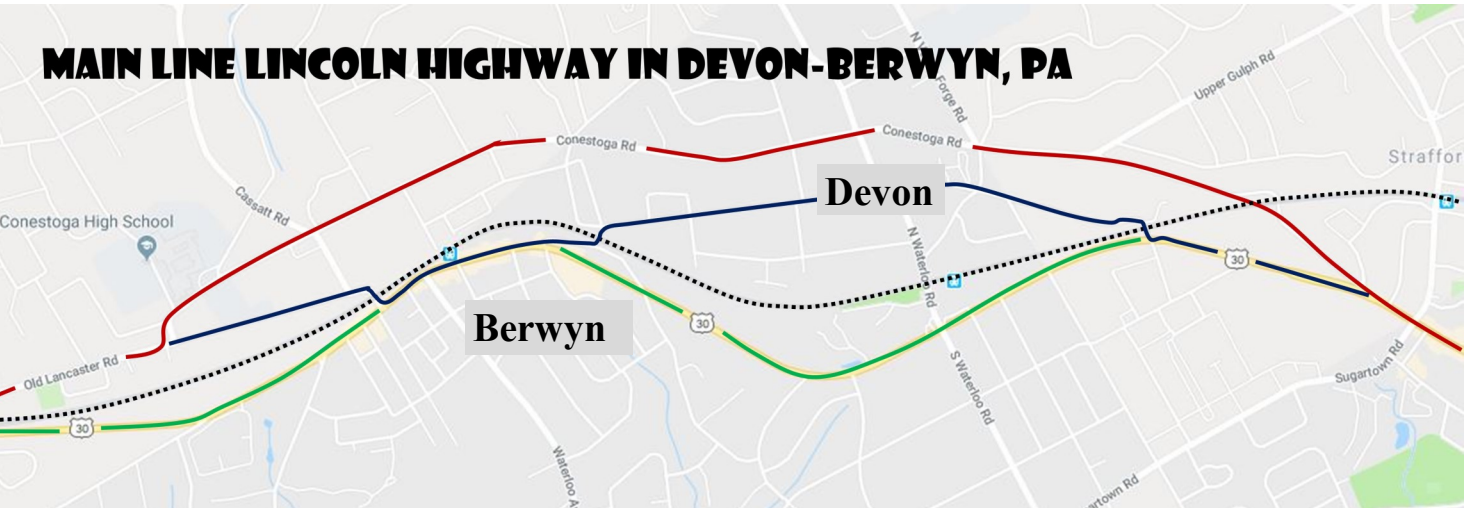 MAIN LINE LINCOLN HIGHWAY IN DEVON-BERWYN, PA
N V
Forge Rd
Upper Gulph Rd
Conestoga Rd
Conestoga Rd
Straffor
Devon
Cassatt Rd
Conestoga High School
N Waterloo Rd
30
Berwyn
30
Old Lancaster Rd
30
S Waterloo Rd
Sugartown Rd
Waterloo A
artown Rd